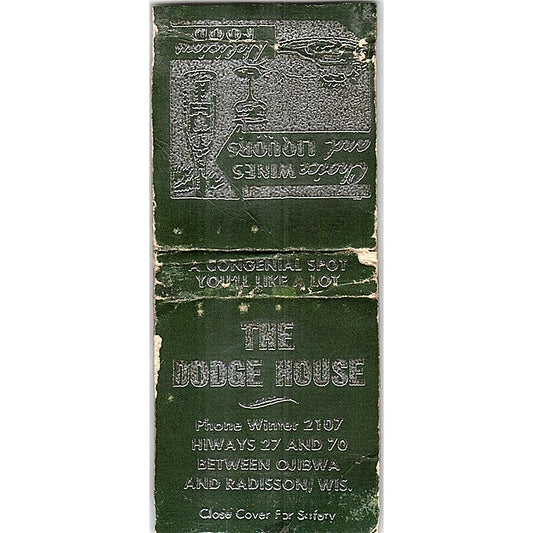 Delicious
FOOD
Choice WINES
and LIQUORS
A CONGENIAL SPOT
YOU'LL LIKE A LOT
THE
DODGE HOUSE
Phone Winter 2107
HIWAYS 27 AND 70
BETWEEN OJIBWA
AND RADISSON, WIS.
Close Cover For Safety